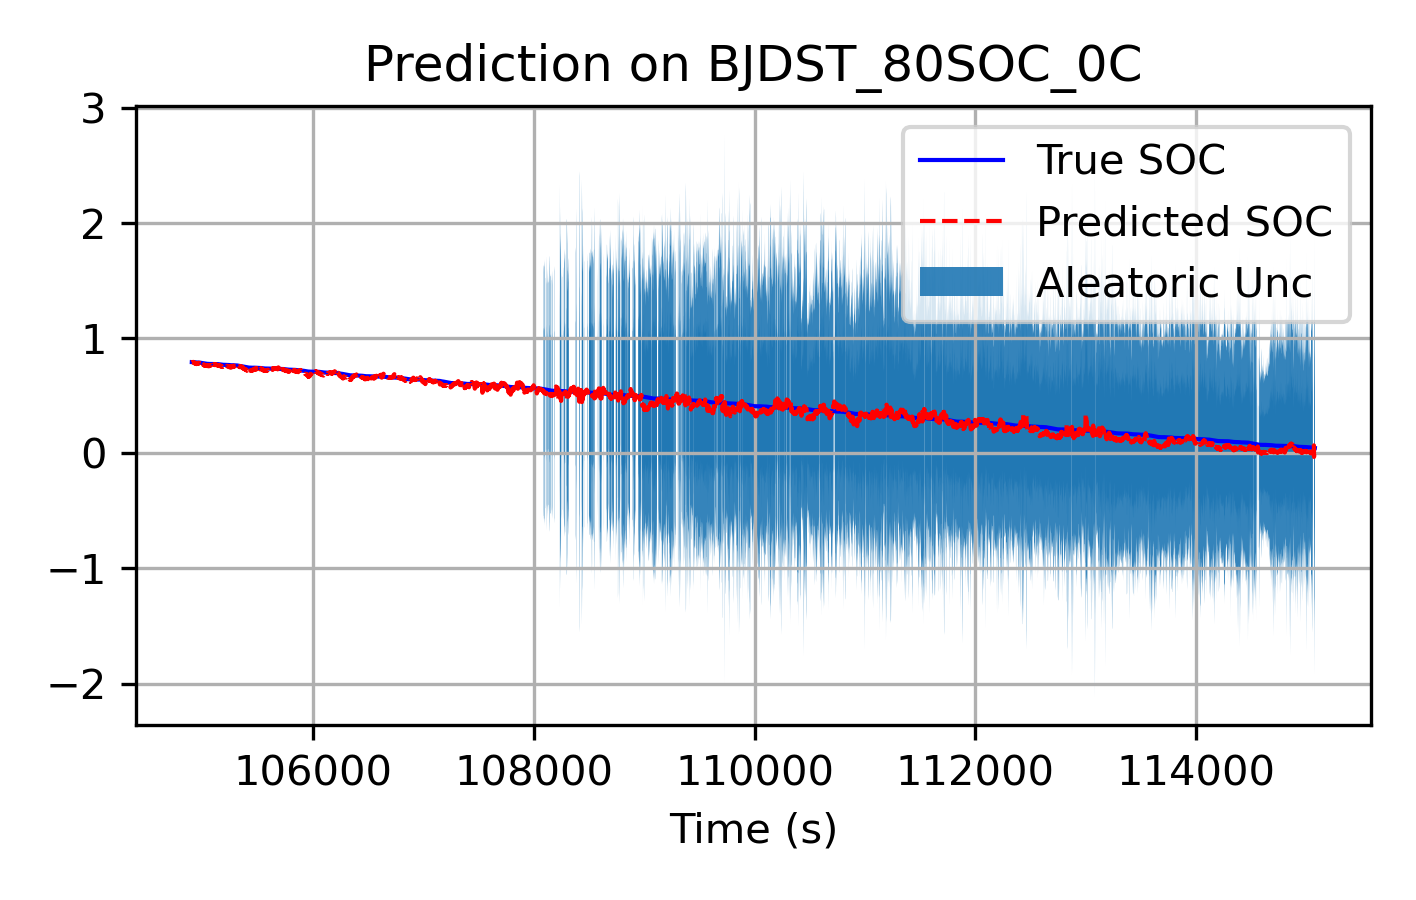 Prediction on BJDST_80SOC_0C
3
2
1
0
−1
−2
True SOC
Predicted SOC
Aleatoric Unc
106000 108000 110000 112000 114000
Time (s)